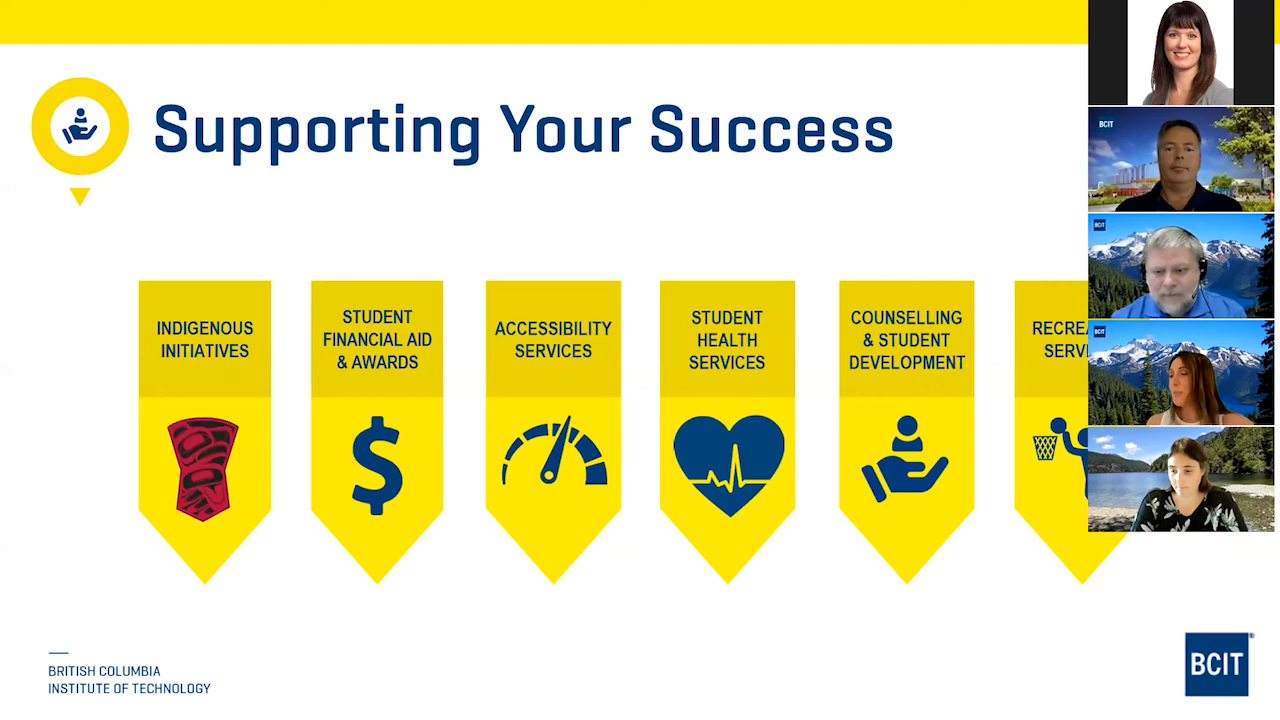 Supporting Your Success
INDIGENOUS
INITIATIVES
STUDENT
FINANCIAL AID
& AWARDS
ACCESSIBILITY
SERVICES
STUDENT
HEALTH
SERVICES
COUNSELLING
& STUDENT
DEVELOPMENT
BRITISH COLUMBIA
INSTITUTE OF TECHNOLOGY
BCIT
BCIT
BCIT
BCIT